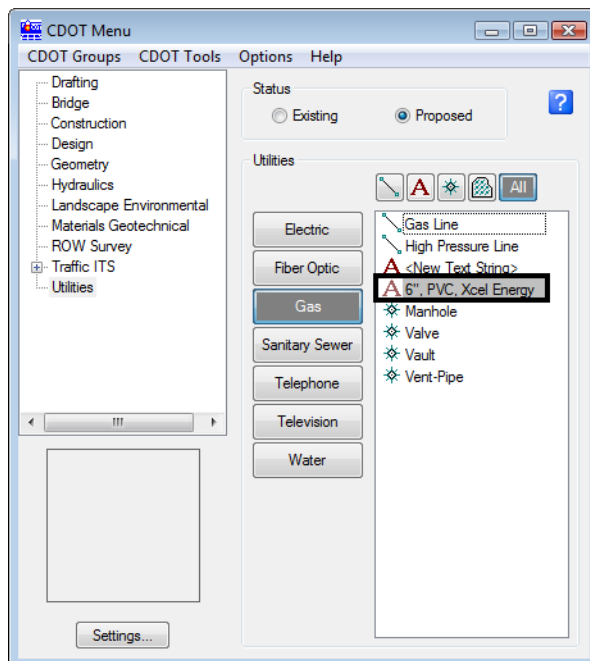 CDOT Menu
CDOT Groups CDOT Tools Options Help
Drafting
Bridge
Construction
Design
Geometry
Hydraulics
Landscape Environmental
Materials Geotechnical
ROW Survey
Traffic ITS
Utilities
Settings...
Status
Existing Proposed
?
Utilities
A All
Electric
Fiber Optic
Gas
Sanitary Sewer
Telephone
Television
Water
Gas Line
High Pressure Line
A <New Text String>
A 6", PVC, Xcel Energy
Manhole
Valve
Vault
Vent-Pipe